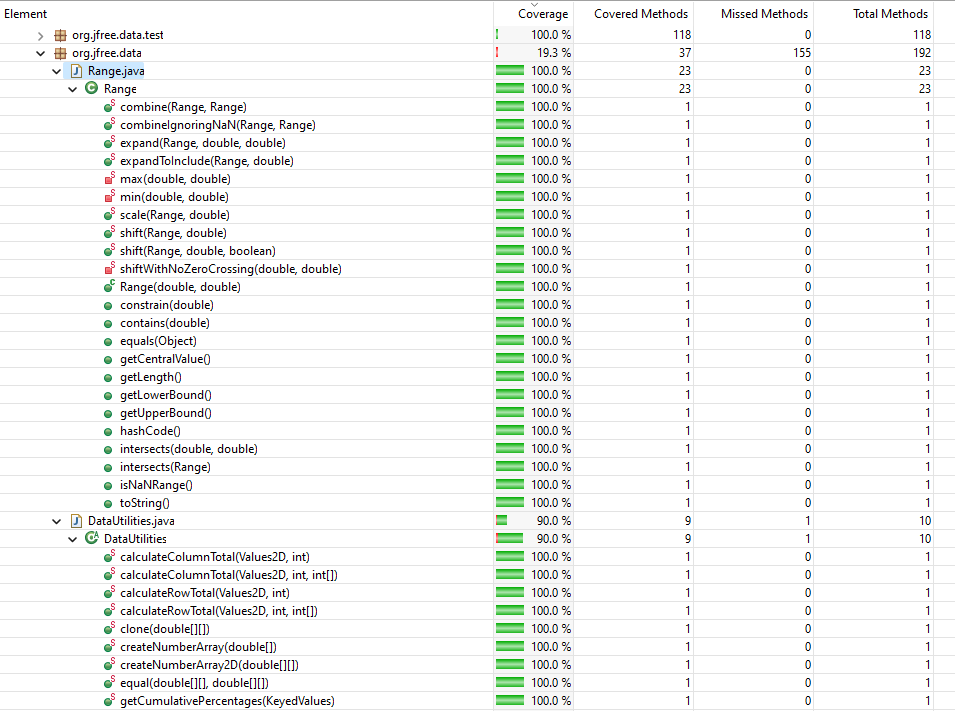 Element Coverage Covered Methods Missed Methods Total Methods
org.jfree.data.test 100.0 % 118 0 118
org.jfree.data 19.3 % 37 155 192
Range.java 100.0 % 23 0 23
Range 100.0 % 23 0 23
combine(Range, Range) 100.0 % 1 0 1
combineIgnoringNaN(Range, Range) 100.0 % 1 0 1
expand(Range, double, double) 100.0 % 1 0 1
expandToInclude(Range, double) 100.0 % 1 0 1
max(double, double) 100.0 % 1 0 1
min(double, double) 100.0 % 1 0 1
scale(Range, double) 100.0 % 1 0 1
shift(Range, double) 100.0 % 1 0 1
shift(Range, double, boolean) 100.0 % 1 0 1
shiftWithNoZeroCrossing(double, double) 100.0 % 1 0 1
Range(double, double) 100.0 % 1 0 1
constrain(double) 100.0 % 1 0 1
contains(double) 100.0 % 1 0 1
equals(Object) 100.0 % 1 0 1
getCentralValue() 100.0 % 1 0 1
getLength() 100.0 % 1 0 1
getLowerBound() 100.0 % 1 0 1
getUpperBound() 100.0 % 1 0 1
hashCode() 100.0 % 1 0 1
intersects(double, double) 100.0 % 1 0 1
intersects(Range) 100.0 % 1 0 1
isNaNRange() 100.0 % 1 0 1
toString() 100.0 % 1 0 1
DataUtilities.java 90.0 % 9 1 10
DataUtilities 90.0 % 9 1 10
calculateColumnTotal(Values2D, int) 100.0 % 1 0 1
calculateColumnTotal(Values2D, int, int[]) 100.0 % 1 0 1
calculateRowTotal(Values2D, int) 100.0 % 1 0 1
calculateRowTotal(Values2D, int, int[]) 100.0 % 1 0 1
clone(double[][]) 100.0 % 1 0 1
createNumberArray(double[]) 100.0 % 1 0 1
createNumberArray2D(double[][]) 100.0 % 1 0 1
equal(double[][], double[][]) 100.0 % 1 0 1
getCumulativePercentages(KeyedValues) 100.0 % 1 0 1